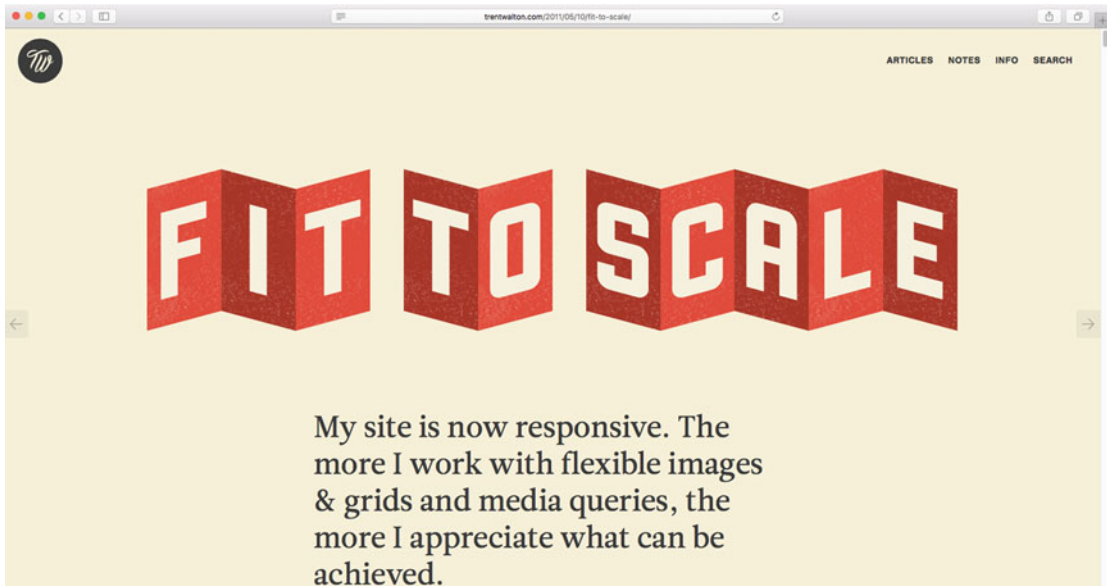 trentwalton.com/2011/05/10/fit-to-scale/
TW
ARTICLES NOTES INFO SEARCH
FIT TO SCALE
My site is now responsive. The
more I work with flexible images
& grids and media queries, the
more I appreciate what can be
achieved.